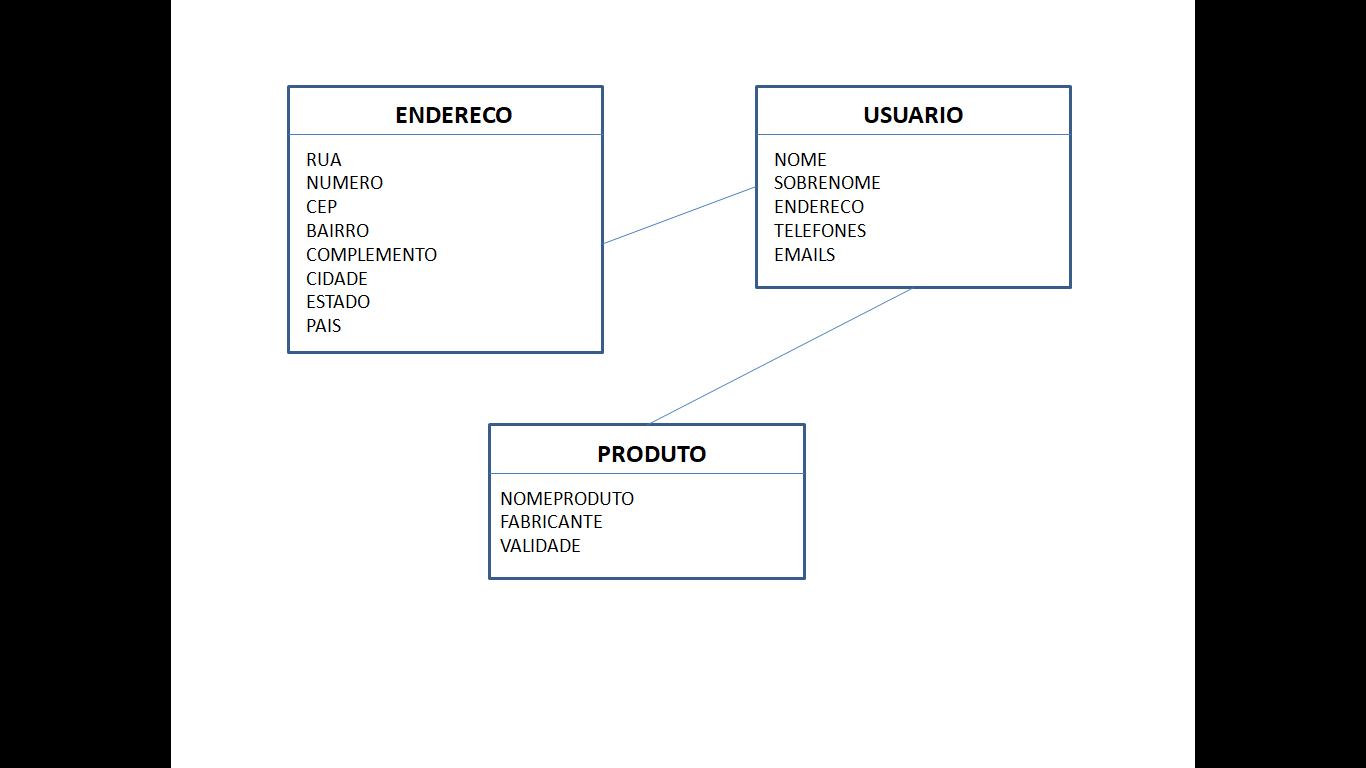 ENDERECO
RUA
NUMERO
CEP
BAIRRO
COMPLEMENTO
CIDADE
ESTADO
PAIS
USUARIO
NOME
SOBRENOME
ENDERECO
TELEFONES
EMAILS
PRODUTO
NOMEPRODUTO
FABRICANTE
VALIDADE